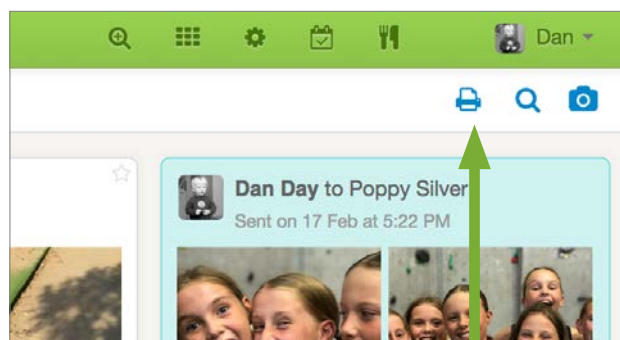 Dan
Dan Day to Poppy Silver
Sent on 17 Feb at 5:22 PM